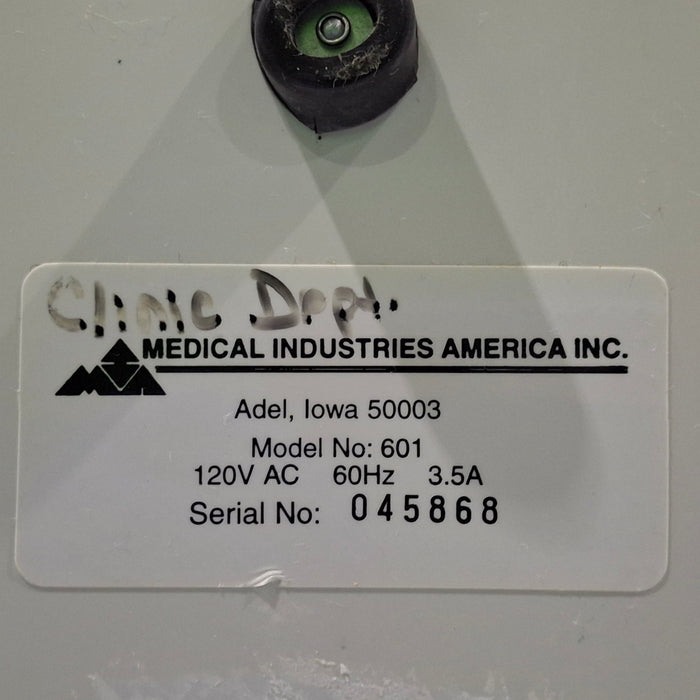 Clinic Dept.
MIA
MEDICAL INDUSTRIES AMERICA INC.
Adel, Iowa 50003
Model No: 601
120V AC 60Hz 3.5A
Serial No: 045868